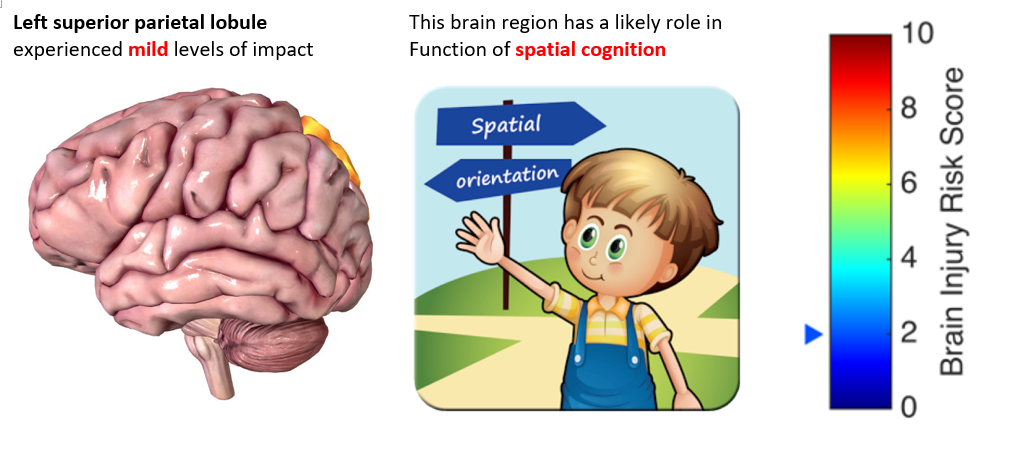 Left superior parietal lobule
experienced mild levels of impact
This brain region has a likely role in
Function of spatial cognition
Spatial
orientation
10
8
6
4
2
0
Brain Injury Risk Score